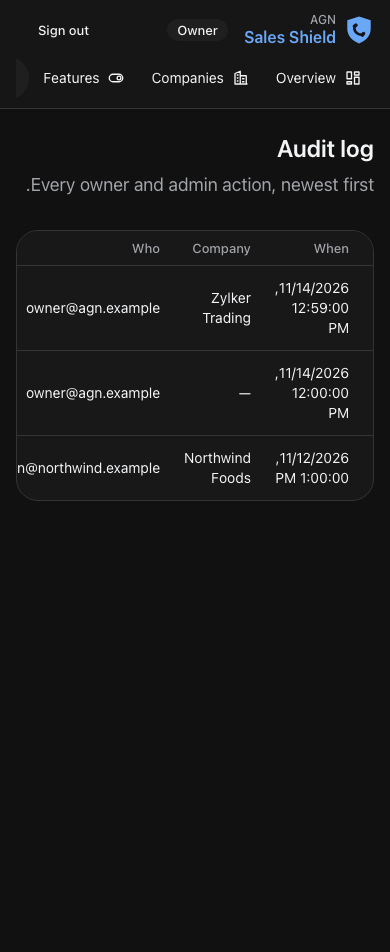 AGN
Sales Shield
Owner
Sign out
Overview
Companies
Features
Audit log
.Every owner and admin action, newest first
When
Company
Who
,11/14/2026
12:59:00
PM
Zylker
Trading
owner@agn.example
,11/14/2026
12:00:00
PM
—
owner@agn.example
,11/12/2026
PM 1:00:00
Northwind
Foods
n@northwind.example